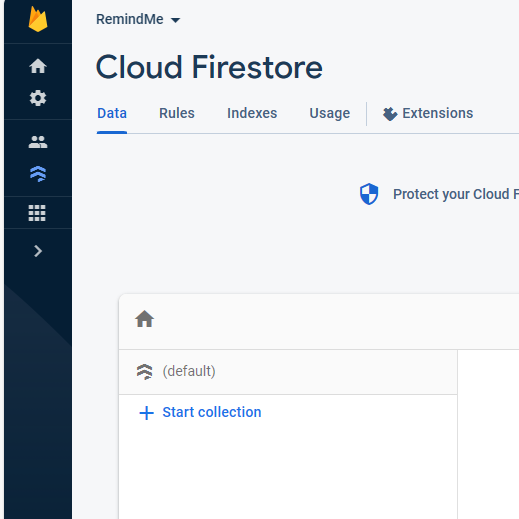 RemindMe
Cloud Firestore
Data Rules Indexes Usage Extensions
Protect your Cloud
(default)
Start collection